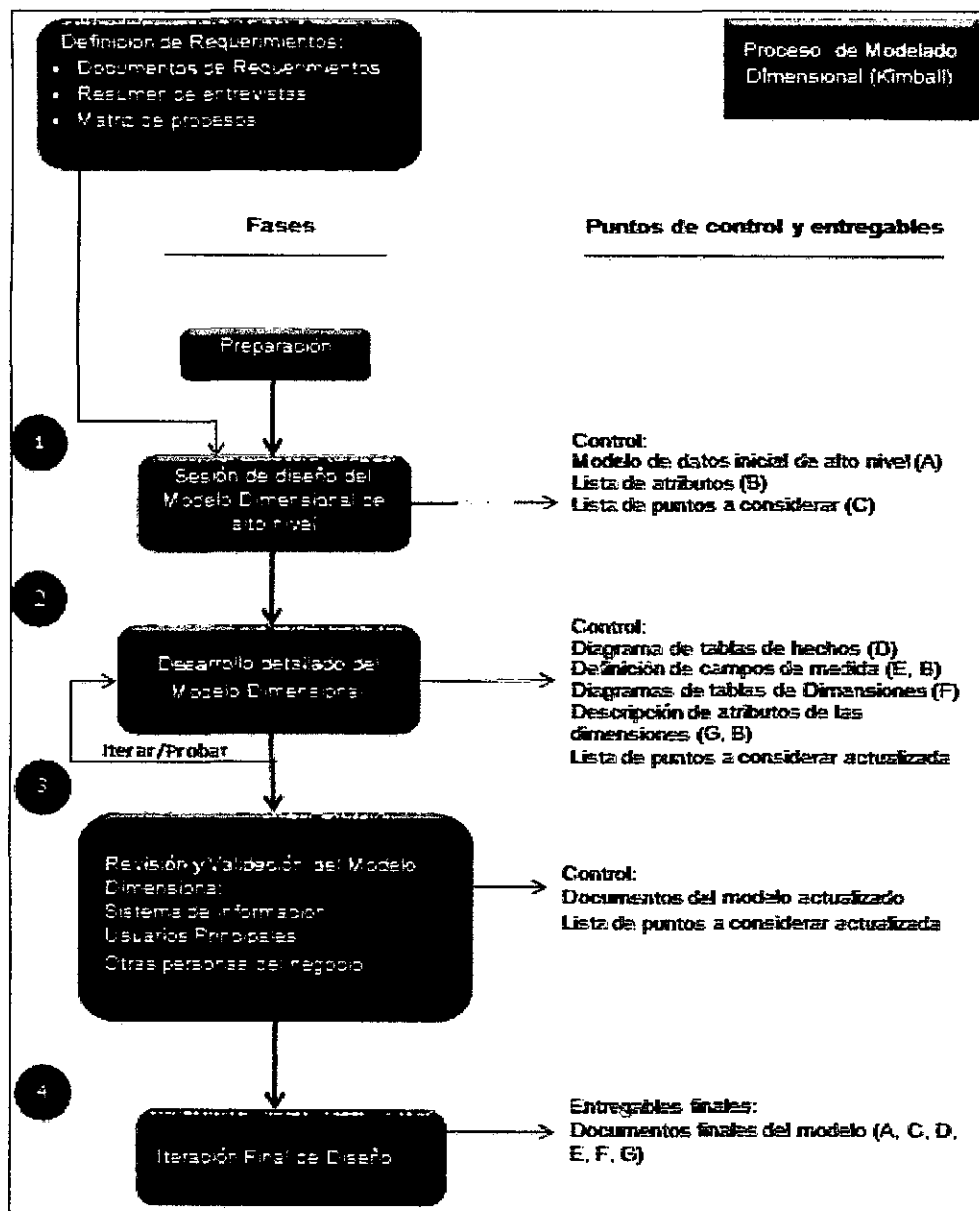 Definición de Requerimientos:
• Documentos de Requerimientos
• Resumen de entrevistas
• Matriz de procesos
Proceso de Modelado
Dimensional (Kimball)
Fases
Puntos de control y entregables
Preparación
1
Sesión de diseño del
Modelo Dimensional de
alto nivel
Control:
Modelo de datos inicial de alto nivel (A)
Lista de atributos (B)
Lista de puntos a considerar (C)
2
Desarrollo detallado del
Modelo Dimensional
Iterar/Probar
Control:
Diagrama de tablas de hechos (D)
Definición de campos de medida (E, B)
Diagramas de tablas de Dimensiones (F)
Descripción de atributos de las
dimensiones (G, B)
Lista de puntos a considerar actualizada
3
Revisión y Validación del Modelo
Dimensional
Sistema de información
Usuarios Principales
Otras personas del negocio
Control:
Documentos del modelo actualizado
Lista de puntos a considerar actualizada
4
Iteración Final de Diseño
Entregables finales:
Documentos finales del modelo (A, C, D,
E, F, G)